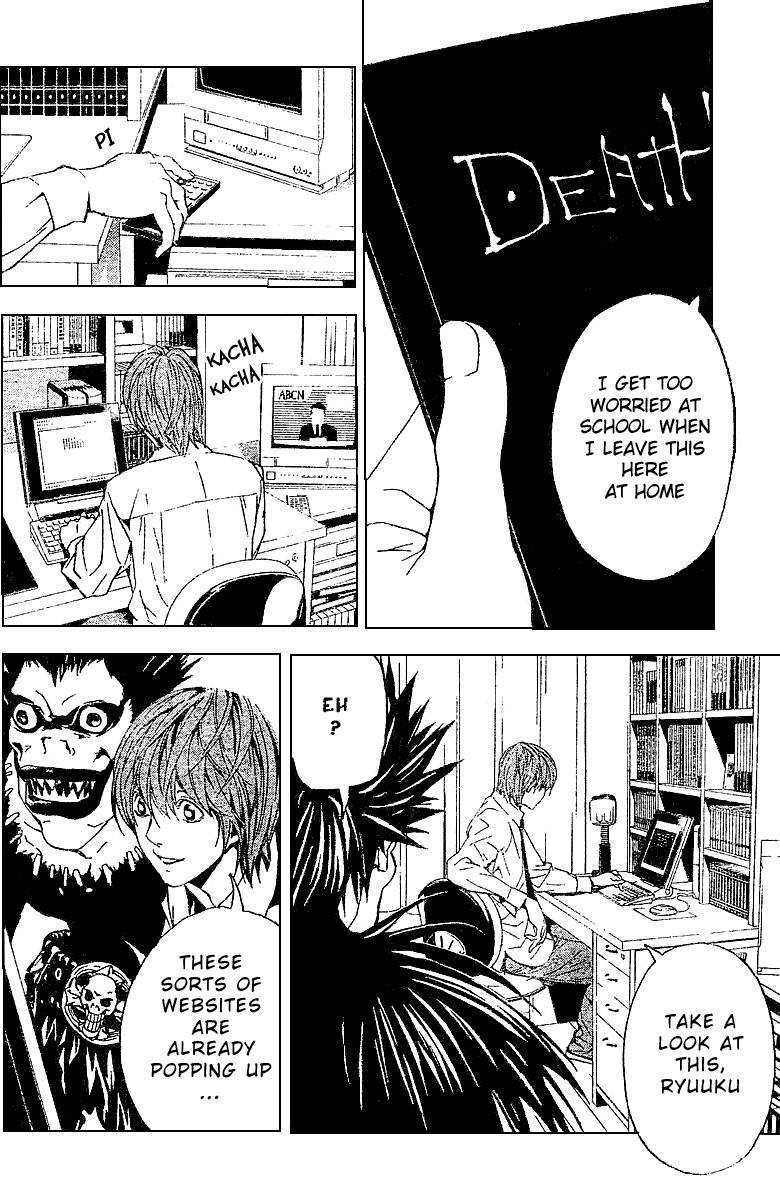 DEATH
I GET TOO
WORRIED AT
SCHOOL WHEN
I LEAVE THIS
HERE
AT HOME
PI
KACHA
KACHA
ABCN
TAKE A
LOOK AT
THIS,
RYUUKU
EH
?
THESE
SORTS OF
WEBSITES
ARE
ALREADY
POPPING UP
...